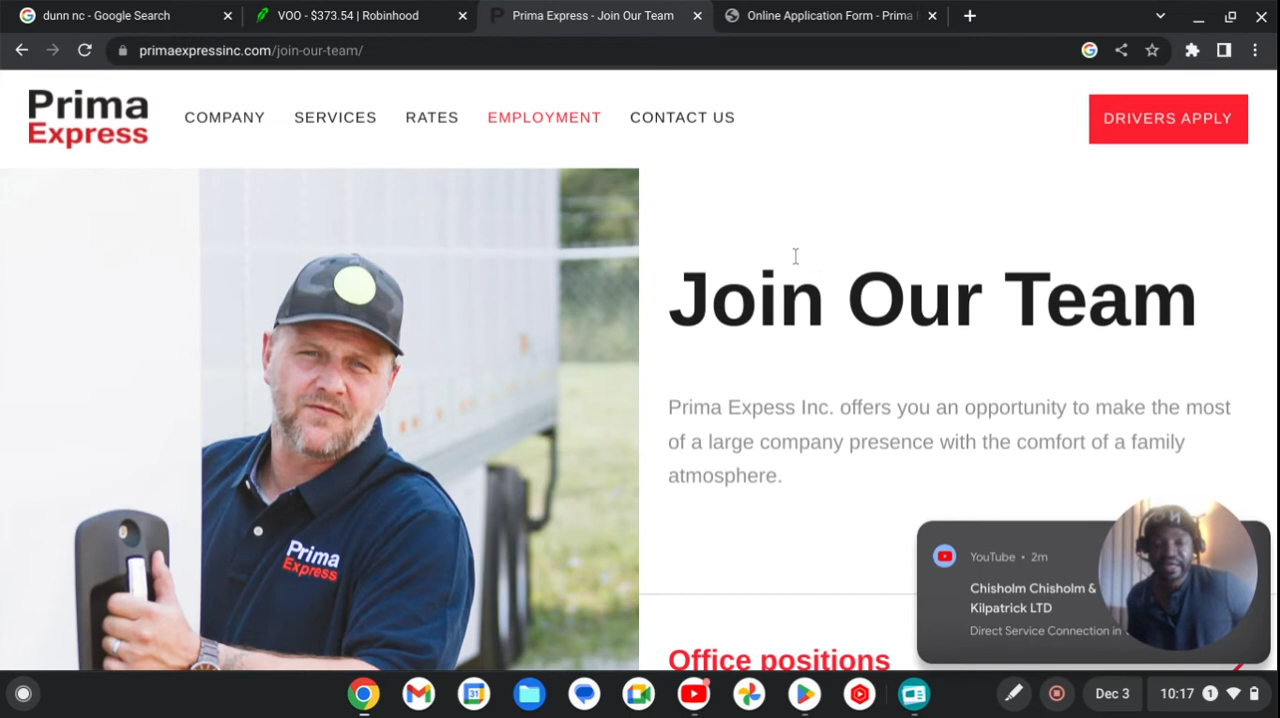 dunn nc - Google Search
VOO - $373.54 | Robinhood
Prima Express - Join Our Team
Online Application Form - Prima
primaexpressinc.com/join-our-team/
Prima
Express
COMPANY
SERVICES
RATES
EMPLOYMENT
CONTACT US
DRIVERS APPLY
Join Our Team
Prima Expess Inc. offers you an opportunity to make the most
of a large company presence with the comfort of a family
atmosphere.
Prima
Express
YouTube • 2m
Chisholm Chisholm &
Kilpatrick LTD
Direct Service Connection in
Office positions
31
Dec 3
10:17
1